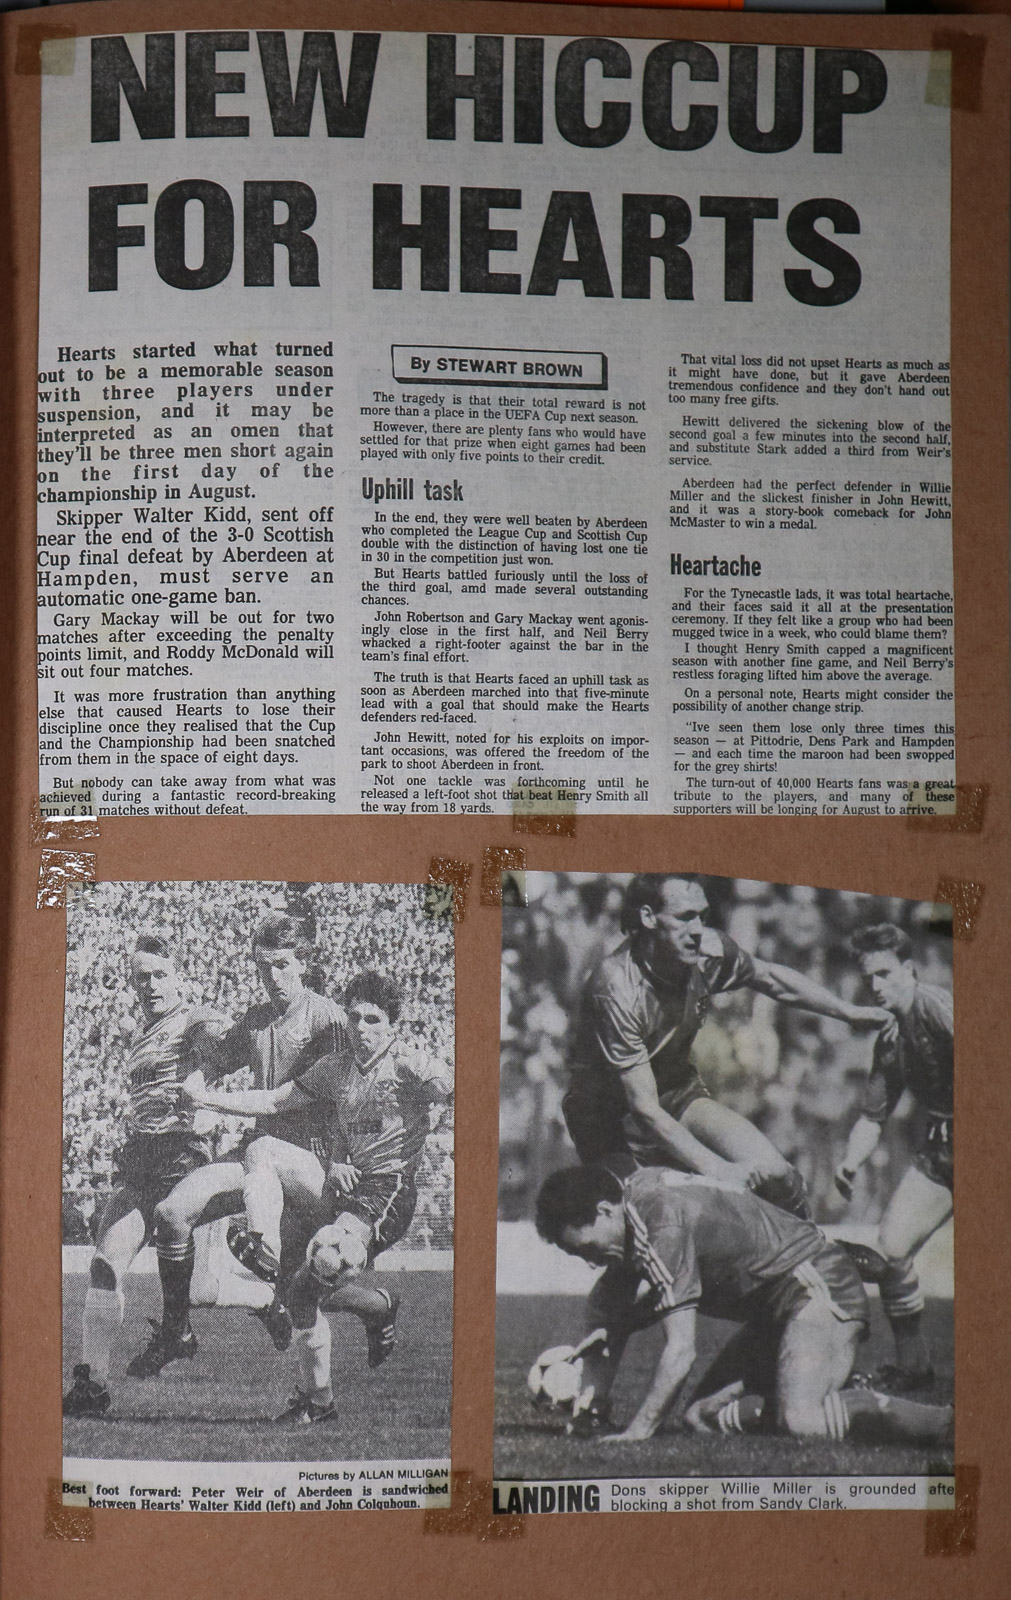 NEW HICCUP
FOR HEARTS
Hearts started what turned
out to be a memorable season
with three players under
suspension, and it may be
interpreted as an omen that
they'll be three men short again
on the first day of the
championship in August.
Skipper Walter Kidd, sent off
near the end of the 3-0 Scottish
Cup final defeat by Aberdeen at
Hampden, must serve an
automatic one-game ban.
Gary Mackay will be out for two
matches after exceeding the penalty
points limit, and Roddy McDonald will
sit out four matches.
It was more frustration than anything
else that caused Hearts to lose their
discipline once they realised that the Cup
and the Championship had been snatched
from them in the space of eight days.
But nobody can take away from what was
achieved during a fantastic record-breaking
run of 31 matches without defeat.
By STEWART BROWN
The tragedy is that their total reward is not
more than a place in the UEFA Cup next season.
However, there are plenty fans who would have
settled for that prize when eight games had been
played with only five points to their credit.
Uphill task
In the end, they were well beaten by Aberdeen
who completed the League Cup and Scottish Cup
double with the distinction of having lost one tie
in 30 in the competition just won.
But Hearts battled furiously until the loss of
the third goal, amd made several outstanding
chances.
John Robertson and Gary Mackay went agonis-
ingly close in the first half, and Neil Berry
whacked a right-footer against the bar in the
team's final effort.
The truth is that Hearts faced an uphill task as
soon as Aberdeen marched into that five-minute
lead with a goal that should make the Hearts
defenders red-faced.
John Hewitt, noted for his exploits on impor-
tant occasions, was offered the freedom of the
park to shoot Aberdeen in front.
Not one tackle was forthcoming until he
released a left-foot shot that beat Henry Smith all
the way from 18 yards.
That vital loss did not upset Hearts as much as
it might have done, but it gave Aberdeen
tremendous confidence and they don't hand out
too many free gifts.
Hewitt delivered the sickening blow of the
second goal a few minutes into the second half,
and substitute Stark added a third from Weir's
service.
Aberdeen had the perfect defender in Willie
Miller and the slickest finisher in John Hewitt,
and it was a story-book comeback for John
McMaster to win a medal.
Heartache
For the Tynecastle lads, it was total heartache,
and their faces said it all at the presentation
ceremony. If they felt like a group who had been
mugged twice in a week, who could blame them?
I thought Henry Smith capped a magnificent
season with another fine game, and Neil Berry's
restless foraging lifted him above the average.
On a personal note, Hearts might consider the
possibility of another change strip.
"Ive seen them lose only three times this
season — at Pittodrie, Dens Park and Hampden
— and each time the maroon had been swopped
for the grey shirts!
The turn-out of 40,000 Hearts fans was a great
tribute to the players, and many of these
supporters will be longing for August to arrive.
Pictures by ALLAN MILLIGAN
Best foot forward: Peter Weir of Aberdeen is sandwiched
between Hearts' Walter Kidd (left) and John Colquhoun.
LANDING Dons skipper Willie Miller is grounded afte
blocking a shot from Sandy Clark.